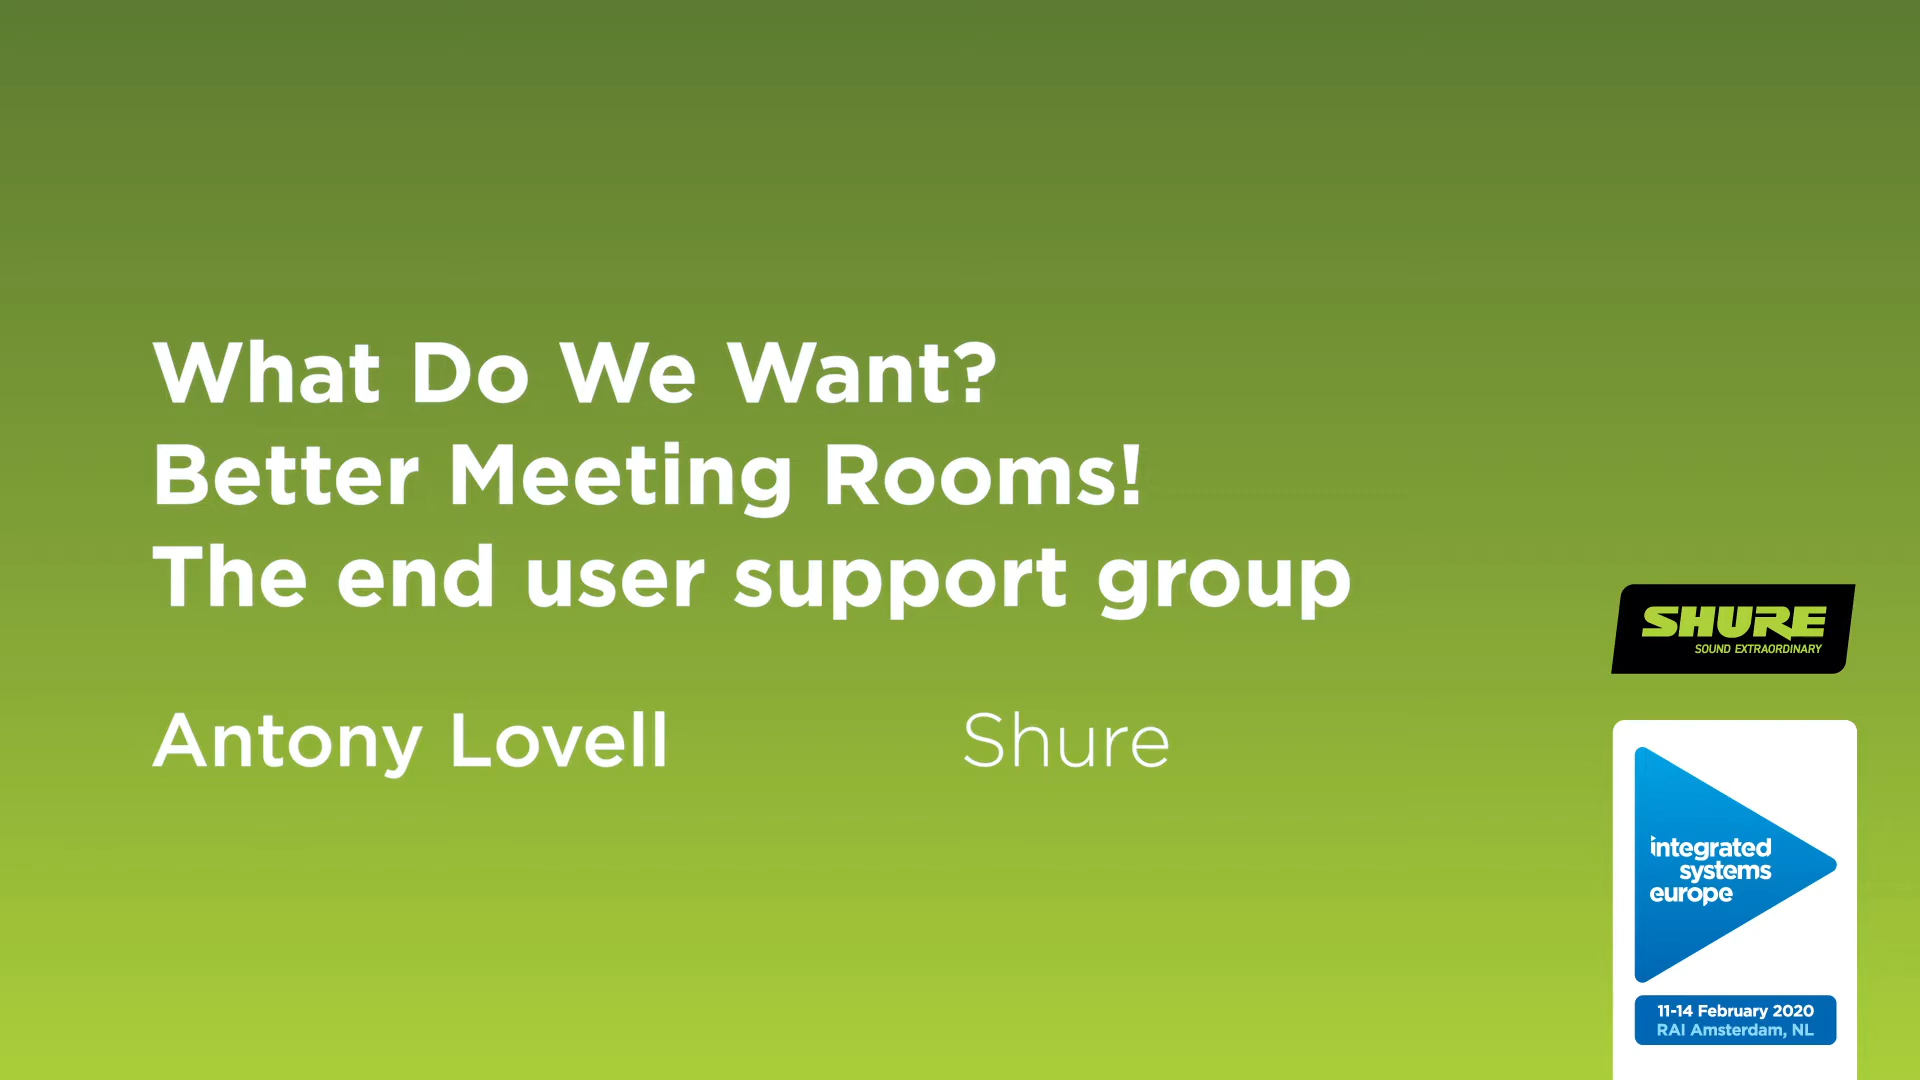 What Do We Want?
Better Meeting Rooms!
The end user support group
Antony Lovell
Shure
SHURE
SOUND EXTRAORDINARY
integrated
systems
europe
11-14 February 2020
RAI Amsterdam, NL